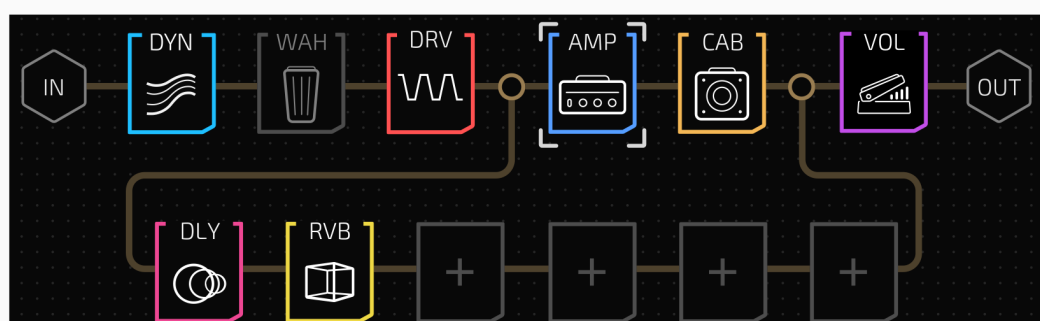 IN DYN WAH DRV AMP CAB VOL OUT
DLY RVB + + + +